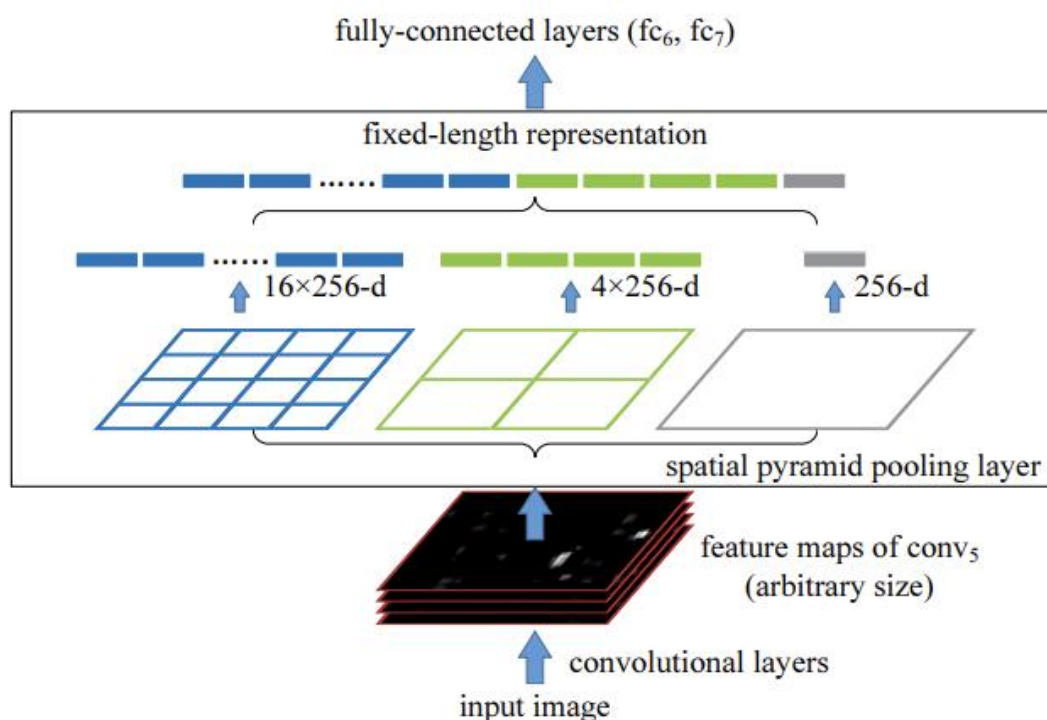 fully-connected layers (fc₆, fc₇)
fixed-length representation
......
......
16×256-d
4×256-d
256-d
spatial pyramid pooling layer
feature maps of conv₅
(arbitrary size)
convolutional layers
input image